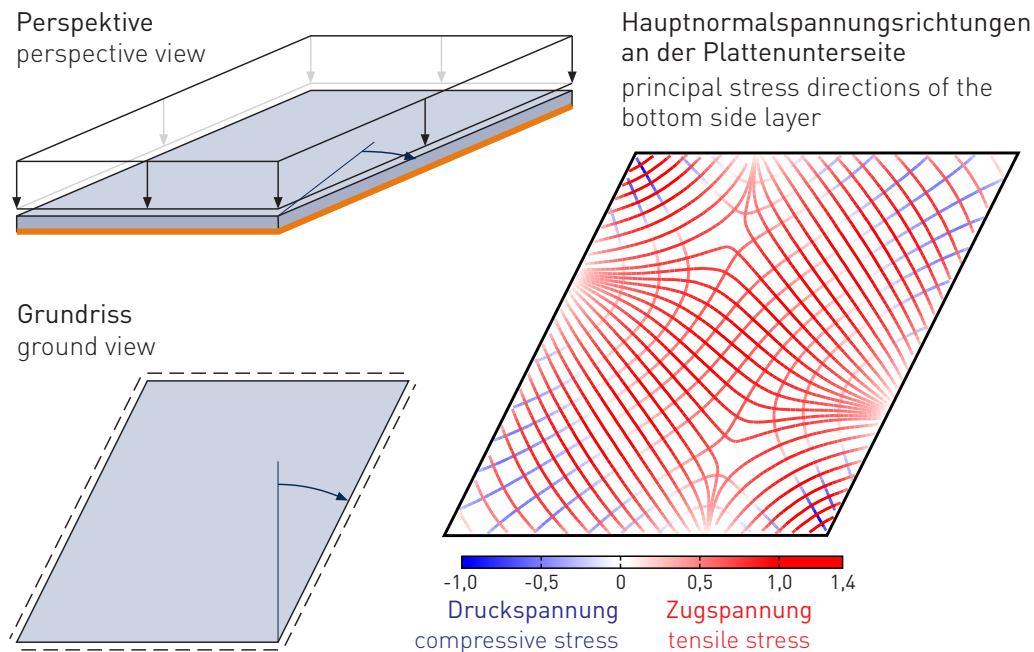 Perspektive
perspective view
Hauptnormalspannungsrichtungen
an der Plattenunterseite
principal stress directions of the
bottom side layer
Grundriss
ground view
-1,0 -0,5 0 0,5 1,0 1,4
Druckspannung Zugspannung
compressive stress tensile stress